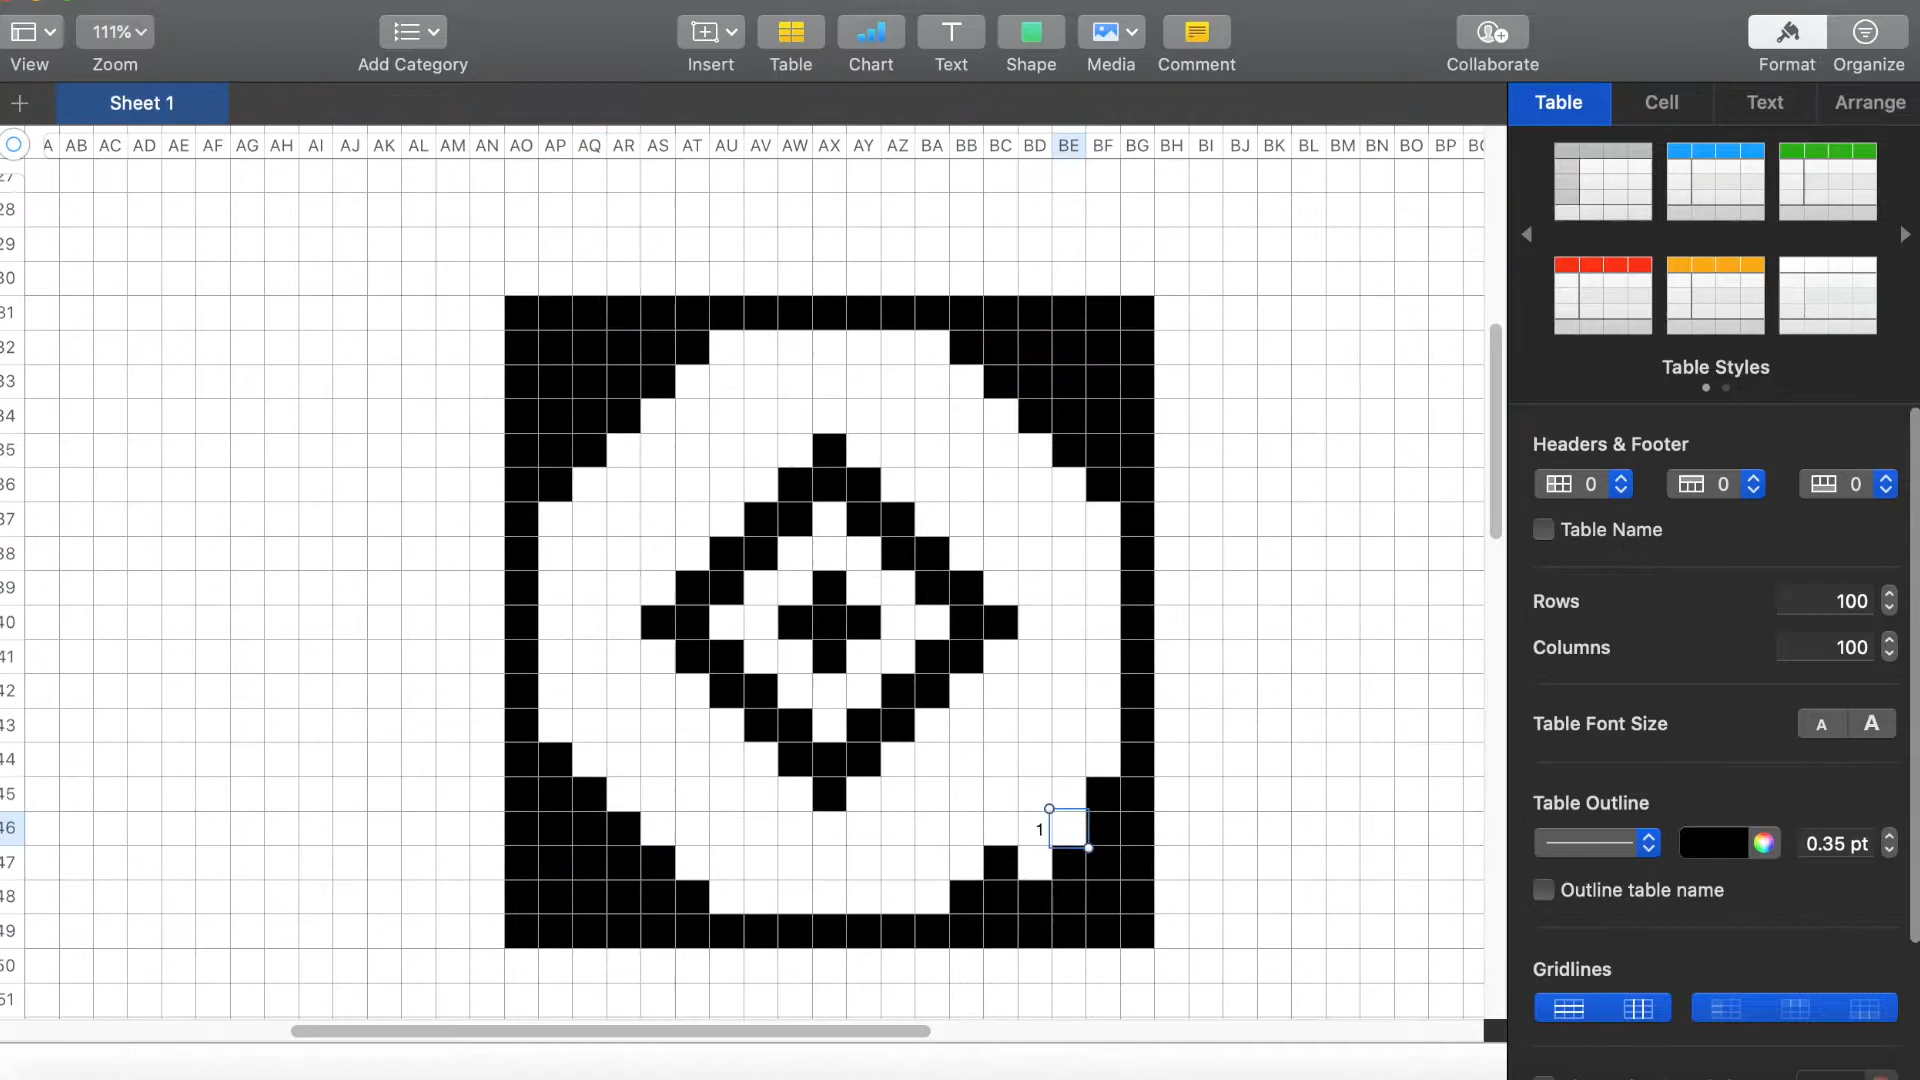 111%
View
Zoom
Add Category
Insert
Table
Chart
Text
Shape
Media
Comment
Collaborate
Format
Organize
Sheet 1
Table
Cell
Text
Arrange
A AB AC AD AE AF AG AH AI AJ AK AL AM AN AO AP AQ AR AS AT AU AV AW AX AY AZ BA BB BC BD BE BF BG BH BI BJ BK BL BM BN BO BP
27
28
29
30
31
32
33
34
35
36
37
38
39
40
41
42
43
44
45
46
47
48
49
50
51
1
Table Styles
Headers & Footer
0 0 0
Table Name
Rows 100
Columns 100
Table Font Size A A
Table Outline
0.35 pt
Outline table name
Gridlines